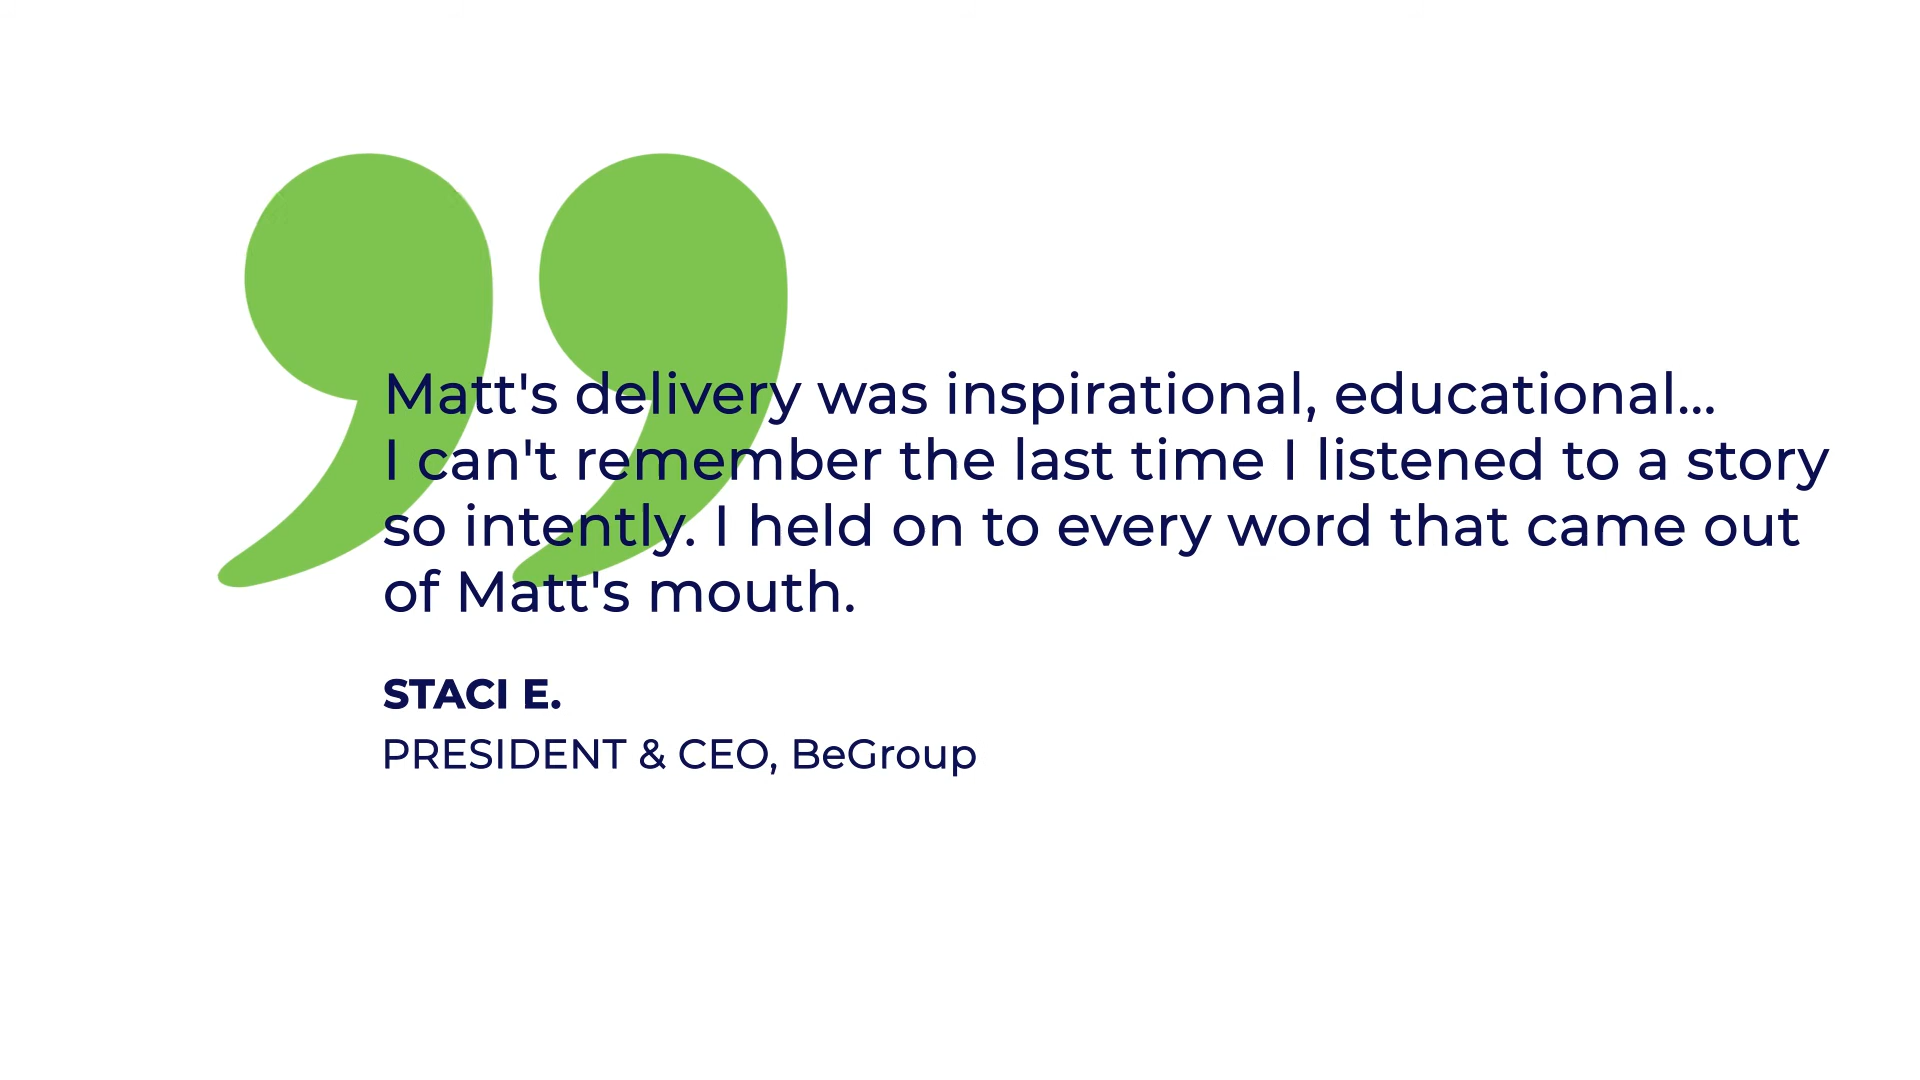 Matt's delivery was inspirational, educational...
I can't remember the last time I listened to a story
so intently. I held on to every word that came out
of Matt's mouth.
STACI E.
PRESIDENT & CEO, BeGroup